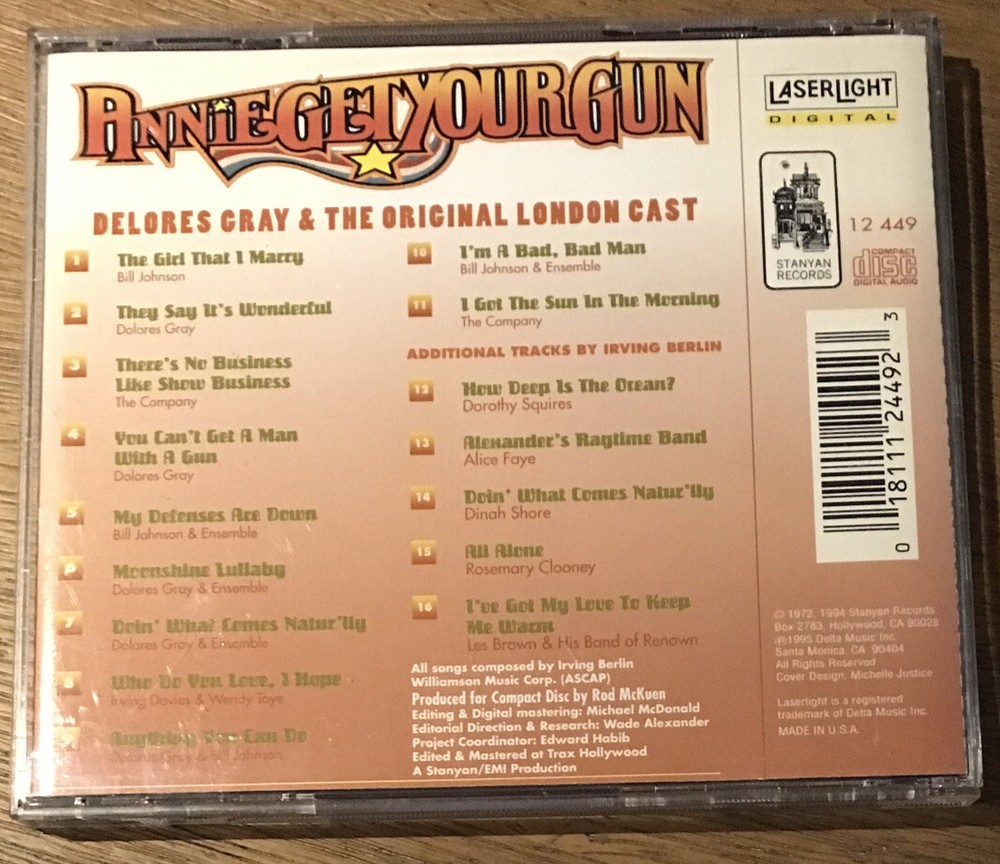 ANNIE GET YOUR GUN
DELORES GRAY & THE ORIGINAL LONDON CAST
1 The Girl That I Marry
Bill Johnson
2 They Say It's Wonderful
Dolores Gray
3 There's No Business
Like Show Business
The Company
4 You Can't Get A Man
With A Gun
Dolores Gray
5 My Defenses Are Down
Bill Johnson & Ensemble
6 Moonshine Lullaby
Dolores Gray & Ensemble
7 Doin' What Comes Natur'lly
Dolores Gray & Ensemble
8 Who Do You Love, I Hope
Irving Davies & Wendy Toye
9 Anything You Can Do
Dolores Gray & Bill Johnson
10 I'm A Bad, Bad Man
Bill Johnson & Ensemble
11 I Got The Sun In The Morning
The Company
ADDITIONAL TRACKS BY IRVING BERLIN
12 How Deep Is The Ocean?
Dorothy Squires
13 Alexander's Ragtime Band
Alice Faye
14 Doin' What Comes Natur'lly
Dinah Shore
15 All Alone
Rosemary Clooney
16 I've Got My Love To Keep
Me Warm
Les Brown & His Band of Renown
All songs composed by Irving Berlin
Williamson Music Corp. (ASCAP)
Produced for Compact Disc by Rod McKuen
Editing & Digital mastering: Michael McDonald
Editorial Direction & Research: Wade Alexander
Project Coordinator: Edward Habib
Edited & Mastered at Trax Hollywood
A Stanyan/EMI Production
LASERLIGHT
DIGITAL
STANYAN
RECORDS
12 449
COMPACT
disc
DIGITAL AUDIO
0 18111 24492 3
© 1972, 1994 Stanyan Records
Box 2783, Hollywood, CA 90028
℗1995 Delta Music Inc.
Santa Monica, CA 90404
All Rights Reserved
Cover Design: Michelle Justice
Laserlight is a registered
trademark of Delta Music Inc.
MADE IN U.S.A.